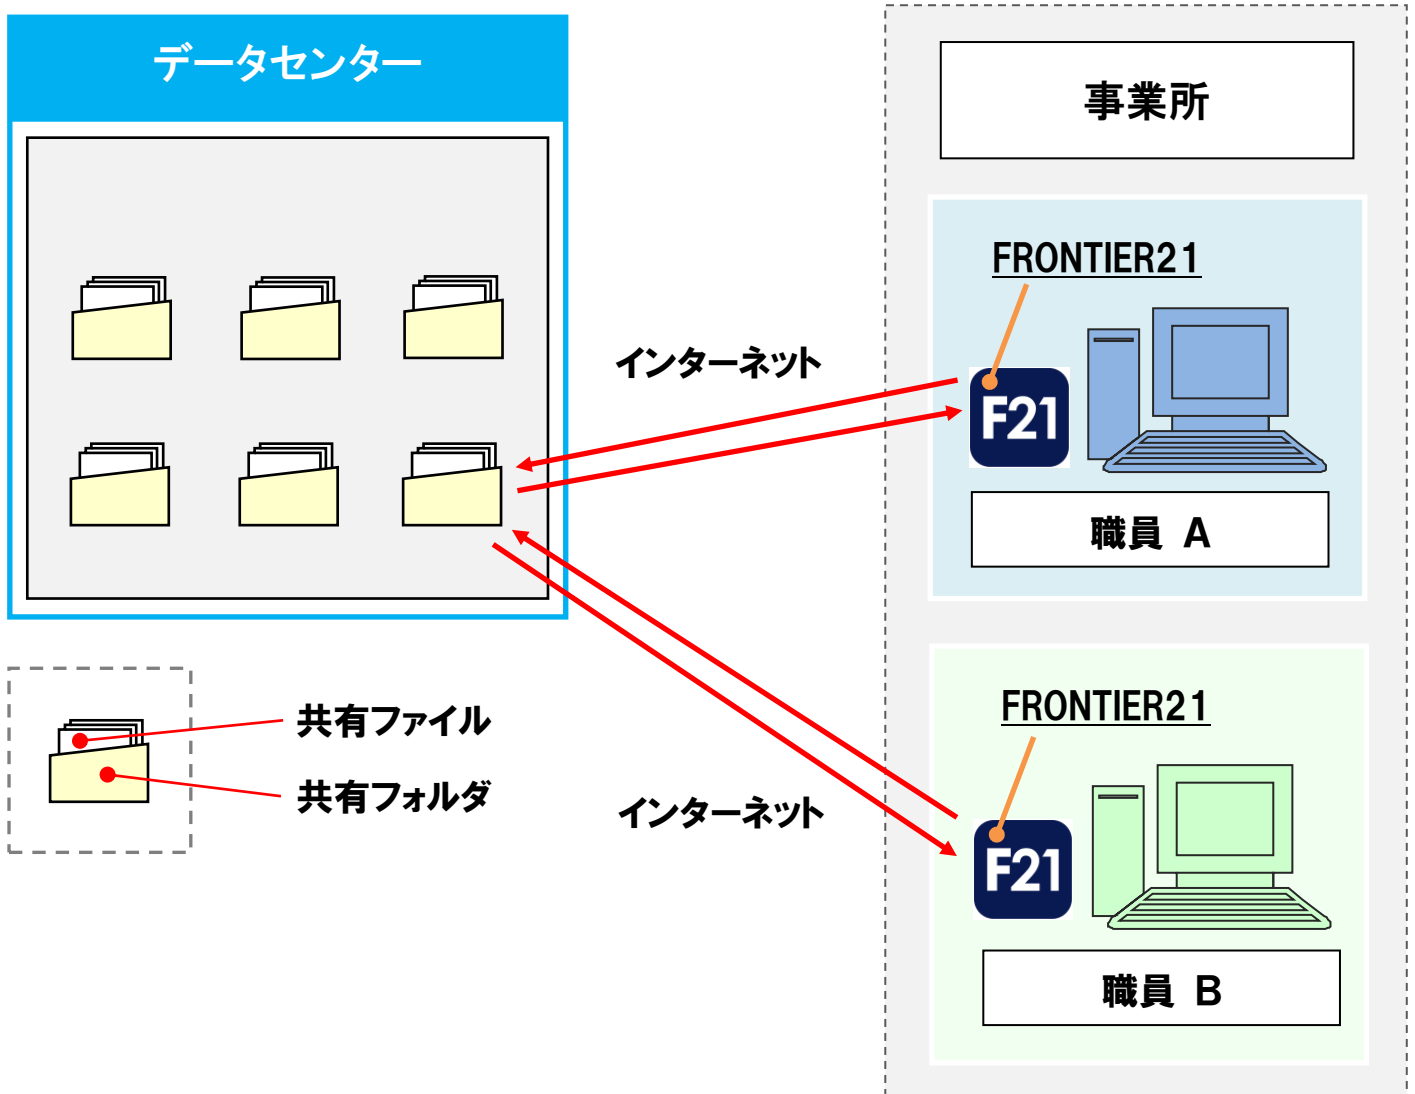 データセンター
事業所
FRONTIER21
インターネット
F21
職員 A
共有ファイル
共有フォルダ
FRONTIER21
インターネット
F21
職員 B